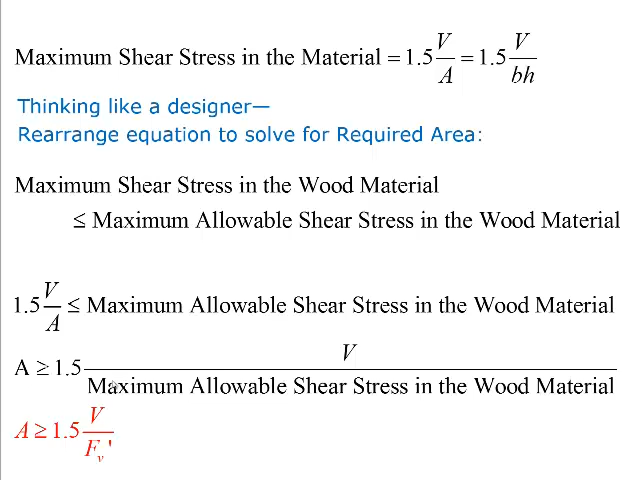 Maximum Shear Stress in the Material = 1.5 V/A = 1.5 V/bh
Thinking like a designer—
Rearrange equation to solve for Required Area:
Maximum Shear Stress in the Wood Material
≤ Maximum Allowable Shear Stress in the Wood Material
1.5 V/A ≤ Maximum Allowable Shear Stress in the Wood Material
A ≥ 1.5 V/Maximum Allowable Shear Stress in the Wood Material
A ≥ 1.5 V/F_v'